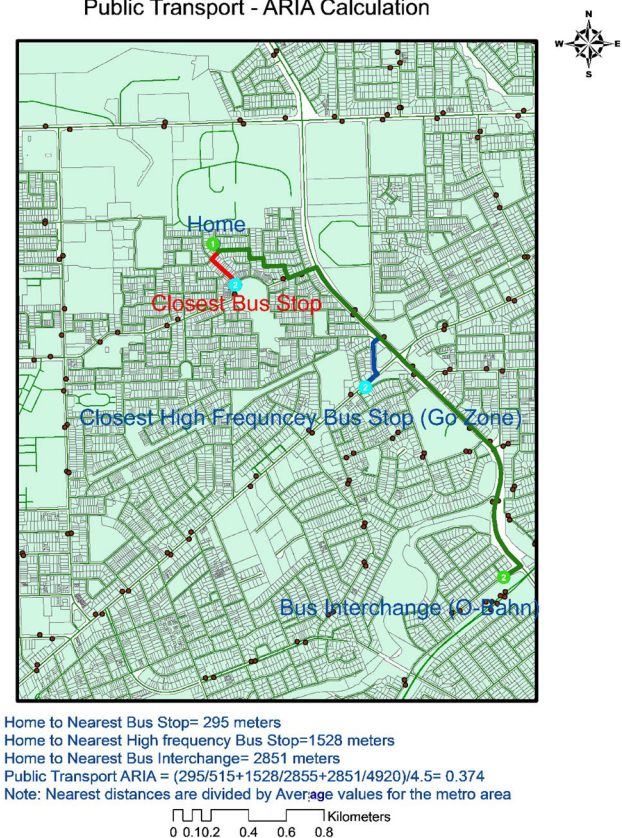 Public Transport - ARIA Calculation
N
W E
S
Home
1
2
Closest Bus Stop
2
Closest High Frequncey Bus Stop (Go Zone)
2
Bus Interchange (O-Bahn)
Home to Nearest Bus Stop= 295 meters
Home to Nearest High frequency Bus Stop=1528 meters
Home to Nearest Bus Interchange= 2851 meters
Public Transport ARIA = (295/515+1528/2855+2851/4920)/4.5= 0.374
Note: Nearest distances are divided by Average values for the metro area
Kilometers
0 0.10.2 0.4 0.6 0.8